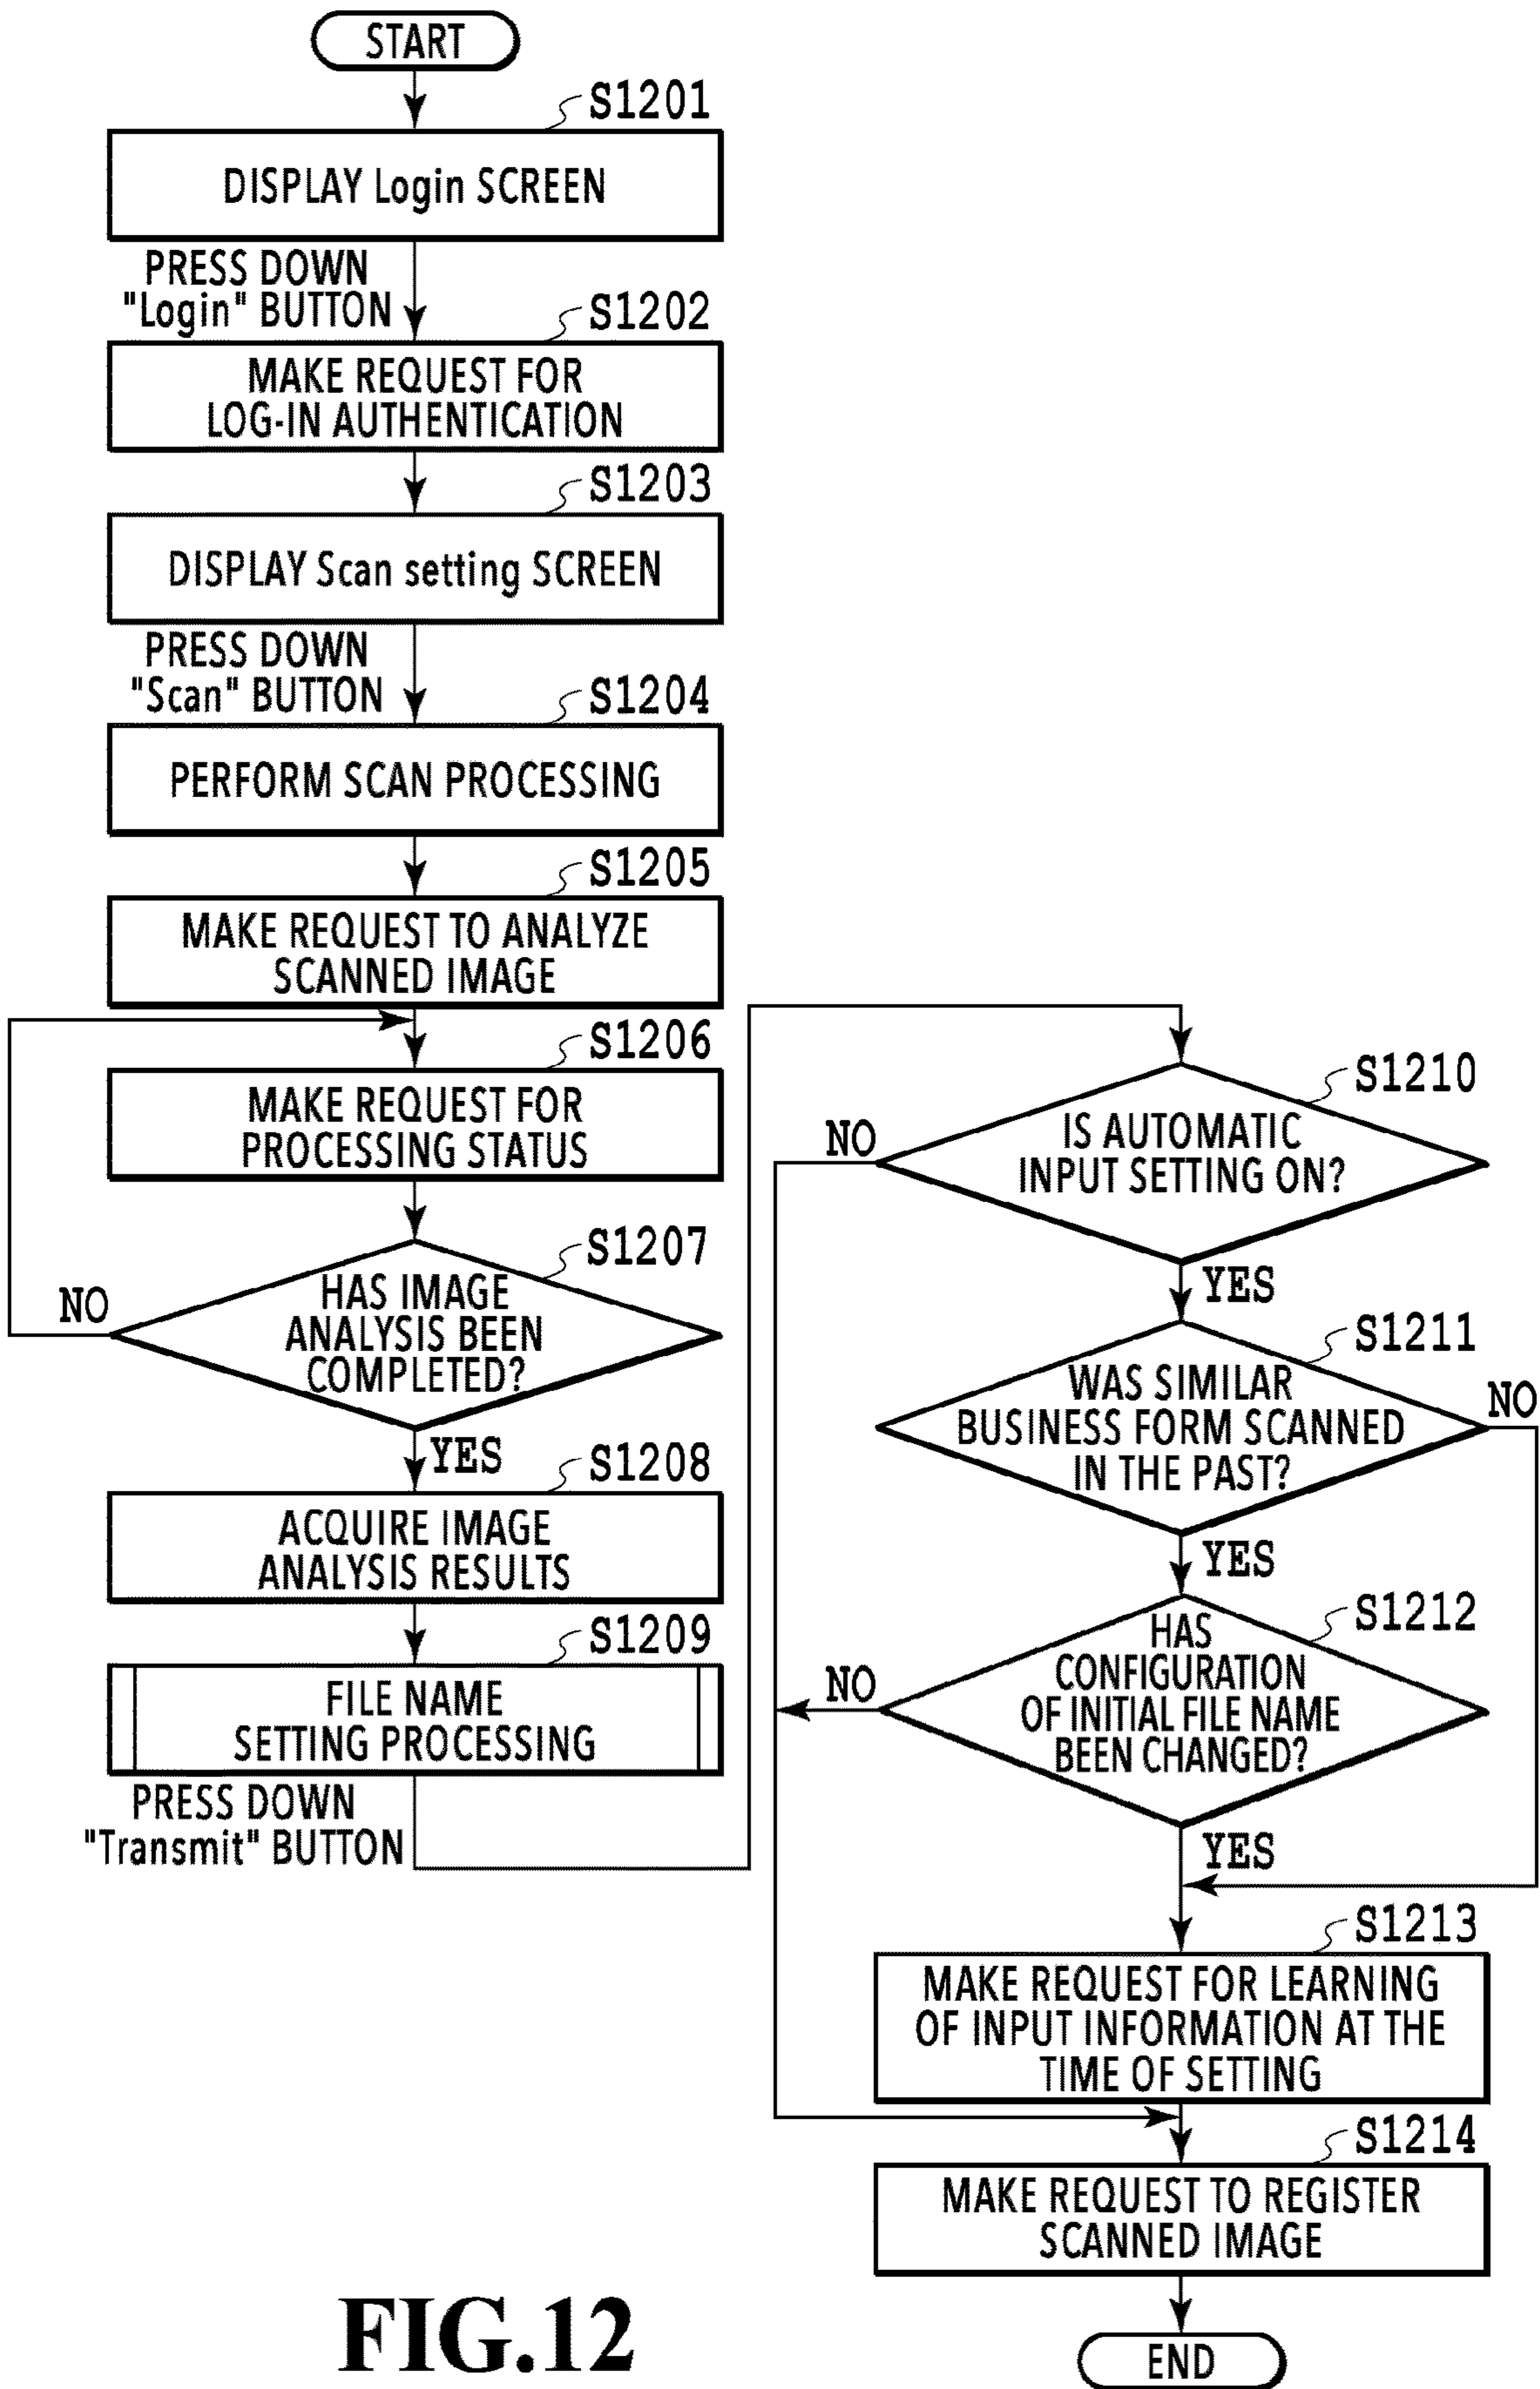 START
S1201
DISPLAY Login SCREEN
PRESS DOWN
"Login" BUTTON
S1202
MAKE REQUEST FOR
LOG-IN AUTHENTICATION
S1203
DISPLAY Scan setting SCREEN
PRESS DOWN
"Scan" BUTTON
S1204
PERFORM SCAN PROCESSING
S1205
MAKE REQUEST TO ANALYZE
SCANNED IMAGE
S1206
MAKE REQUEST FOR
PROCESSING STATUS
S1207
HAS IMAGE
ANALYSIS BEEN
COMPLETED?
NO
YES
S1208
ACQUIRE IMAGE
ANALYSIS RESULTS
S1209
FILE NAME
SETTING PROCESSING
PRESS DOWN
"Transmit" BUTTON
S1210
IS AUTOMATIC
INPUT SETTING ON?
NO
YES
S1211
WAS SIMILAR
BUSINESS FORM SCANNED
IN THE PAST?
NO
YES
S1212
HAS
CONFIGURATION
OF INITIAL FILE NAME
BEEN CHANGED?
NO
YES
S1213
MAKE REQUEST FOR LEARNING
OF INPUT INFORMATION AT THE
TIME OF SETTING
S1214
MAKE REQUEST TO REGISTER
SCANNED IMAGE
END
FIG.12